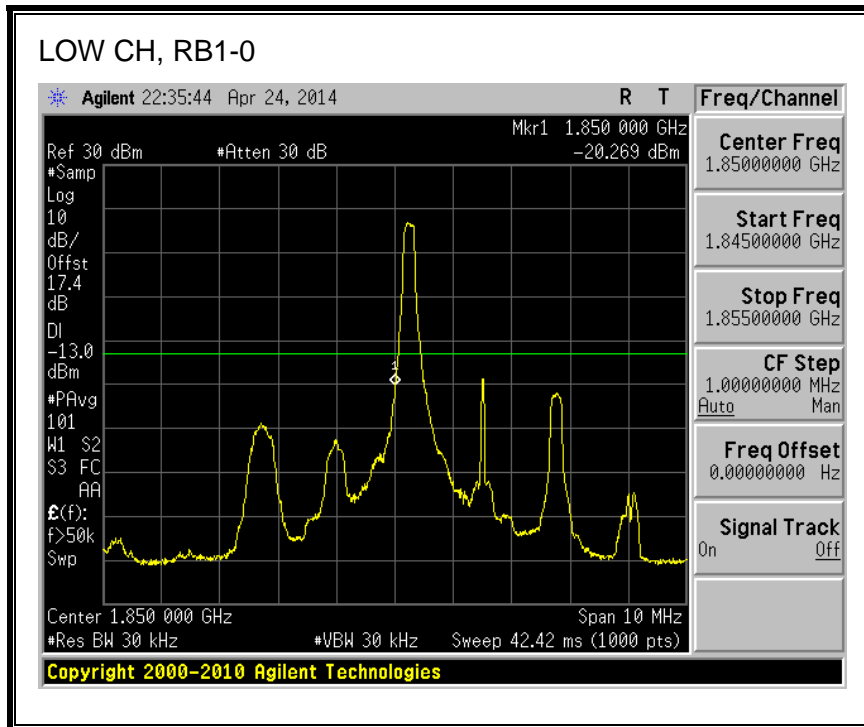 LOW CH, RB1-0
Agilent 22:35:44 Apr 24, 2014 R T
Mkr1 1.850 000 GHz
Ref 30 dBm #Atten 30 dB -20.269 dBm
#Samp
Log
10
dB/
Offst
17.4
dB
DI
-13.0
dBm
#PAvg
101
W1 S2
S3 FC
AA
£(f):
f>50k
Swp
1
Center 1.850 000 GHz Span 10 MHz
#Res BW 30 kHz #VBW 30 kHz Sweep 42.42 ms (1000 pts)
Copyright 2000-2010 Agilent Technologies
Freq/Channel
Center Freq
1.85000000 GHz
Start Freq
1.84500000 GHz
Stop Freq
1.85500000 GHz
CF Step
1.00000000 MHz
Auto Man
Freq Offset
0.00000000 Hz
Signal Track
On Off